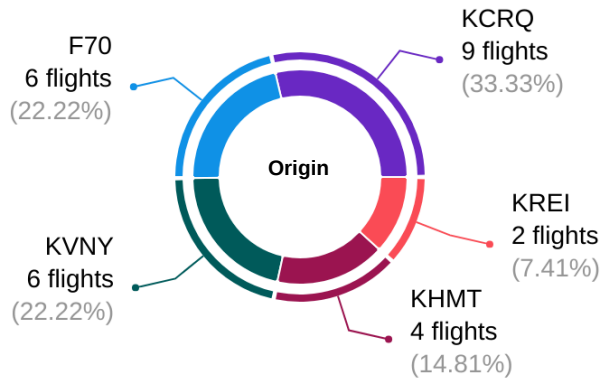 KCRQ
9 flights
(33.33%)
F70
6 flights
(22.22%)
Origin
KREI
2 flights
(7.41%)
KVNY
6 flights
(22.22%)
KHMT
4 flights
(14.81%)